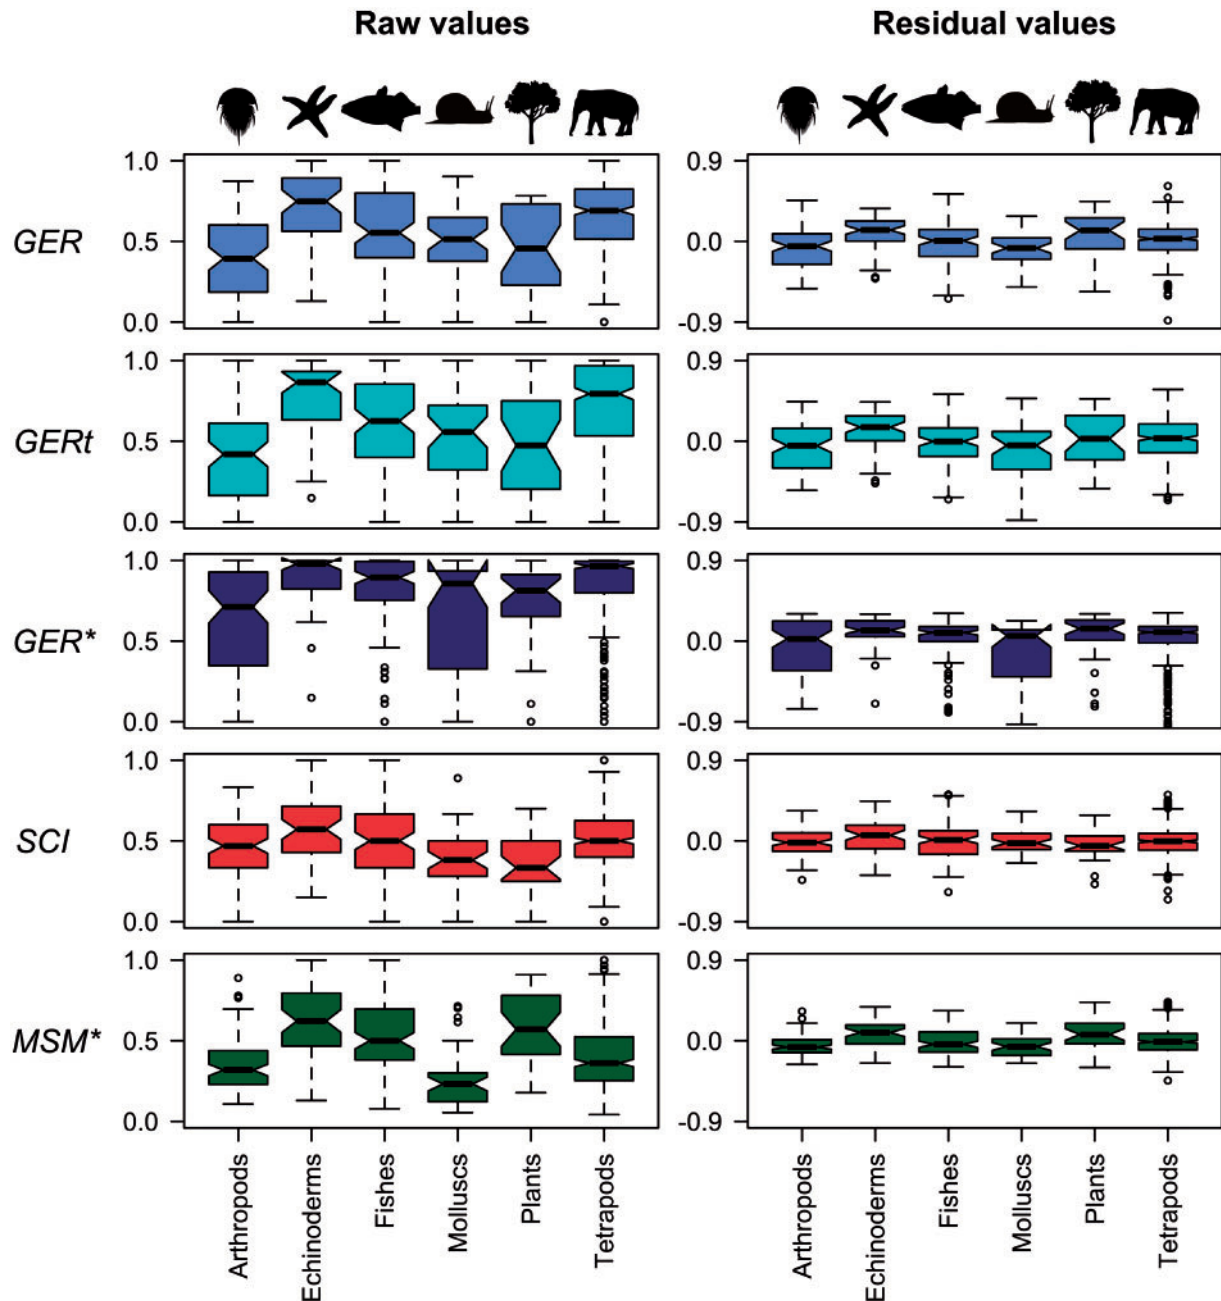 Raw values Residual values
GER 1.0 0.5 0.0 0.9 0.0 -0.9
GERt 1.0 0.5 0.0 0.9 0.0 -0.9
GER* 1.0 0.5 0.0 0.9 0.0 -0.9
SCI 1.0 0.5 0.0 0.9 0.0 -0.9
MSM* 1.0 0.5 0.0 0.9 0.0 -0.9
Arthropods Echinoderms Fishes Molluscs Plants Tetrapods Arthropods Echinoderms Fishes Molluscs Plants Tetrapods